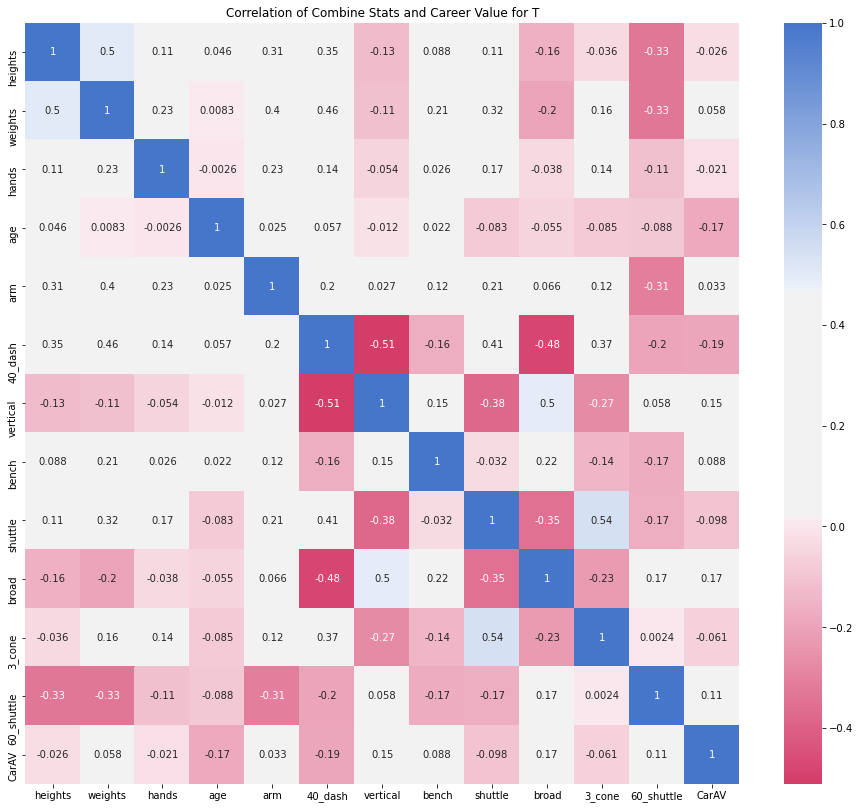 Correlation of Combine Stats and Career Value for T
heights 1 0.5 0.11 0.046 0.31 0.35 -0.13 0.088 0.11 -0.16 -0.036 -0.33 -0.026
weights 0.5 1 0.23 0.0083 0.4 0.46 -0.11 0.21 0.32 -0.2 0.16 -0.33 0.058
hands 0.11 0.23 1 -0.0026 0.23 0.14 -0.054 0.026 0.17 -0.038 0.14 -0.11 -0.021
age 0.046 0.0083 -0.0026 1 0.025 0.057 -0.012 0.022 -0.083 -0.055 -0.085 -0.088 -0.17
arm 0.31 0.4 0.23 0.025 1 0.2 0.027 0.12 0.21 0.066 0.12 -0.31 0.033
40_dash 0.35 0.46 0.14 0.057 0.2 1 -0.51 -0.16 0.41 -0.48 0.37 -0.2 -0.19
vertical -0.13 -0.11 -0.054 -0.012 0.027 -0.51 1 0.15 -0.38 0.5 -0.27 0.058 0.15
bench 0.088 0.21 0.026 0.022 0.12 -0.16 0.15 1 -0.032 0.22 -0.14 -0.17 0.088
shuttle 0.11 0.32 0.17 -0.083 0.21 0.41 -0.38 -0.032 1 -0.35 0.54 -0.17 -0.098
broad -0.16 -0.2 -0.038 -0.055 0.066 -0.48 0.5 0.22 -0.35 1 -0.23 0.17 0.17
3_cone -0.036 0.16 0.14 -0.085 0.12 0.37 -0.27 -0.14 0.54 -0.23 1 0.0024 -0.061
60_shuttle -0.33 -0.33 -0.11 -0.088 -0.31 -0.2 0.058 -0.17 -0.17 0.17 0.0024 1 0.11
CarAV -0.026 0.058 -0.021 -0.17 0.033 -0.19 0.15 0.088 -0.098 0.17 -0.061 0.11 1
heights weights hands age arm 40_dash vertical bench shuttle broad 3_cone 60_shuttle CarAV
1.0
0.8
0.6
0.4
0.2
0.0
−0.2
−0.4